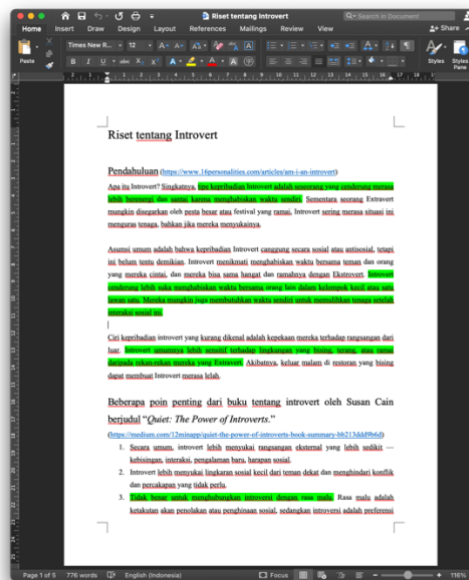 Riset tentang Introvert
Search in Document
Home Insert Draw Design Layout References Mailings Review View Share
Paste
Times New R... 12
Styles Styles Pane
Riset tentang Introvert
Pendahuluan (https://www.16personalities.com/articles/am-i-an-introvert)
Apa itu Introvert? Singkatnya, tipe kepribadian Introvert adalah seseorang yang cenderung merasa
lebih berenergi dan santai karena menghabiskan waktu sendiri. Sementara seorang Extravert
mungkin disegarkan oleh pesta besar atau festival yang ramai, Introvert sering merasa situasi ini
menguras tenaga, bahkan jika mereka menyukainya.
Asumsi umum adalah bahwa kepribadian Introvert canggung secara sosial atau antisosial, tetapi
ini belum tentu demikian. Introvert menikmati menghabiskan waktu bersama teman dan orang
yang mereka cintai, dan mereka bisa sama hangat dan ramahnya dengan Ekstrovert. Introvert
cenderung lebih suka menghabiskan waktu bersama orang lain dalam kelompok kecil atau satu
lawan satu. Mereka mungkin juga membutuhkan waktu sendiri untuk memulihkan tenaga setelah
interaksi sosial ini.
Ciri kepribadian introvert yang kurang dikenal adalah kepekaan mereka terhadap rangsangan dari
luar. Introvert umumnya lebih sensitif terhadap lingkungan yang bising, terang, atau ramai
daripada rekan-rekan mereka yang Extravert. Akibatnya, keluar malam di restoran yang bising
dapat membuat Introvert merasa lelah.
Beberapa poin penting dari buku tentang introvert oleh Susan Cain
berjudul “Quiet: The Power of Introverts.”
(https://medium.com/12minapp/quiet-the-power-of-introverts-book-summary-bb213ddd9b6d)
1. Secara umum, introvert lebih menyukai rangsangan eksternal yang lebih sedikit —
kebisingan, interaksi, pengalaman baru, harapan sosial.
2. Introvert lebih menyukai lingkaran sosial kecil dari teman dekat dan menghindari konflik
dan percakapan yang tidak perlu.
3. Tidak benar untuk menghubungkan introversi dengan rasa malu. Rasa malu adalah
ketakutan akan penolakan atau penghinaan sosial, sedangkan introversi adalah preferensi
Page 1 of 5 776 words English (Indonesia) Focus 116%